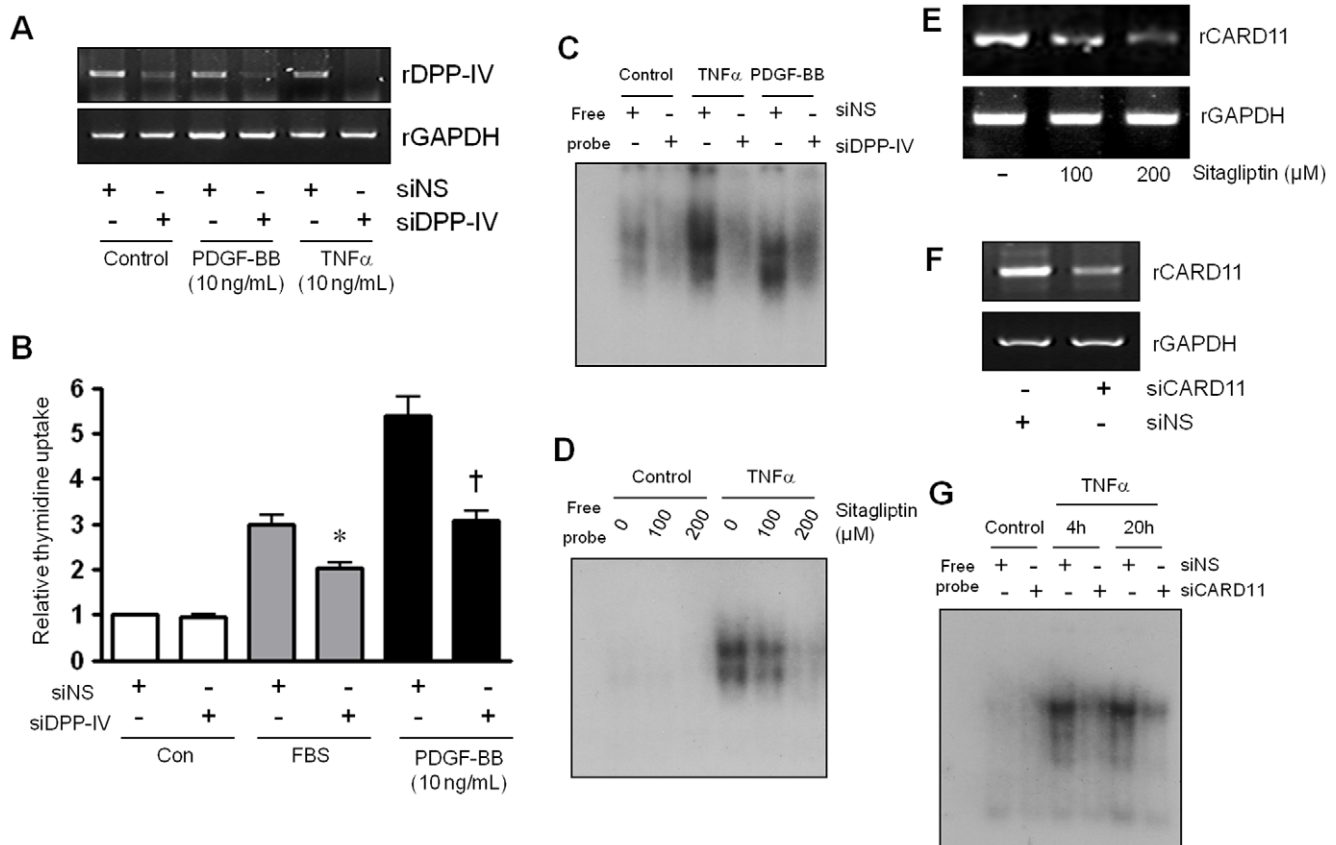 A
rDPP-IV
rGAPDH
+ - + - + - siNS
- + - + - + siDPP-IV
Control PDGF-BB TNFα
(10 ng/mL) (10 ng/mL)
B
Relative thymidine uptake
6
5
4
3
2
1
0
*
†
siNS + - + - + -
siDPP-IV - + - + - +
Con FBS PDGF-BB
(10 ng/mL)
C
Control TNFα PDGF-BB
Free + - + - + - siNS
probe - + - + - + siDPP-IV
D
Control TNFα
Free probe 0 100 200 0 100 200 Sitagliptin (µM)
E
rCARD11
rGAPDH
– 100 200 Sitagliptin (µM)
F
rCARD11
rGAPDH
- + siCARD11
+ - siNS
G
TNFα
Control 4h 20h
Free + - + - + - siNS
probe - + - + - + siCARD11